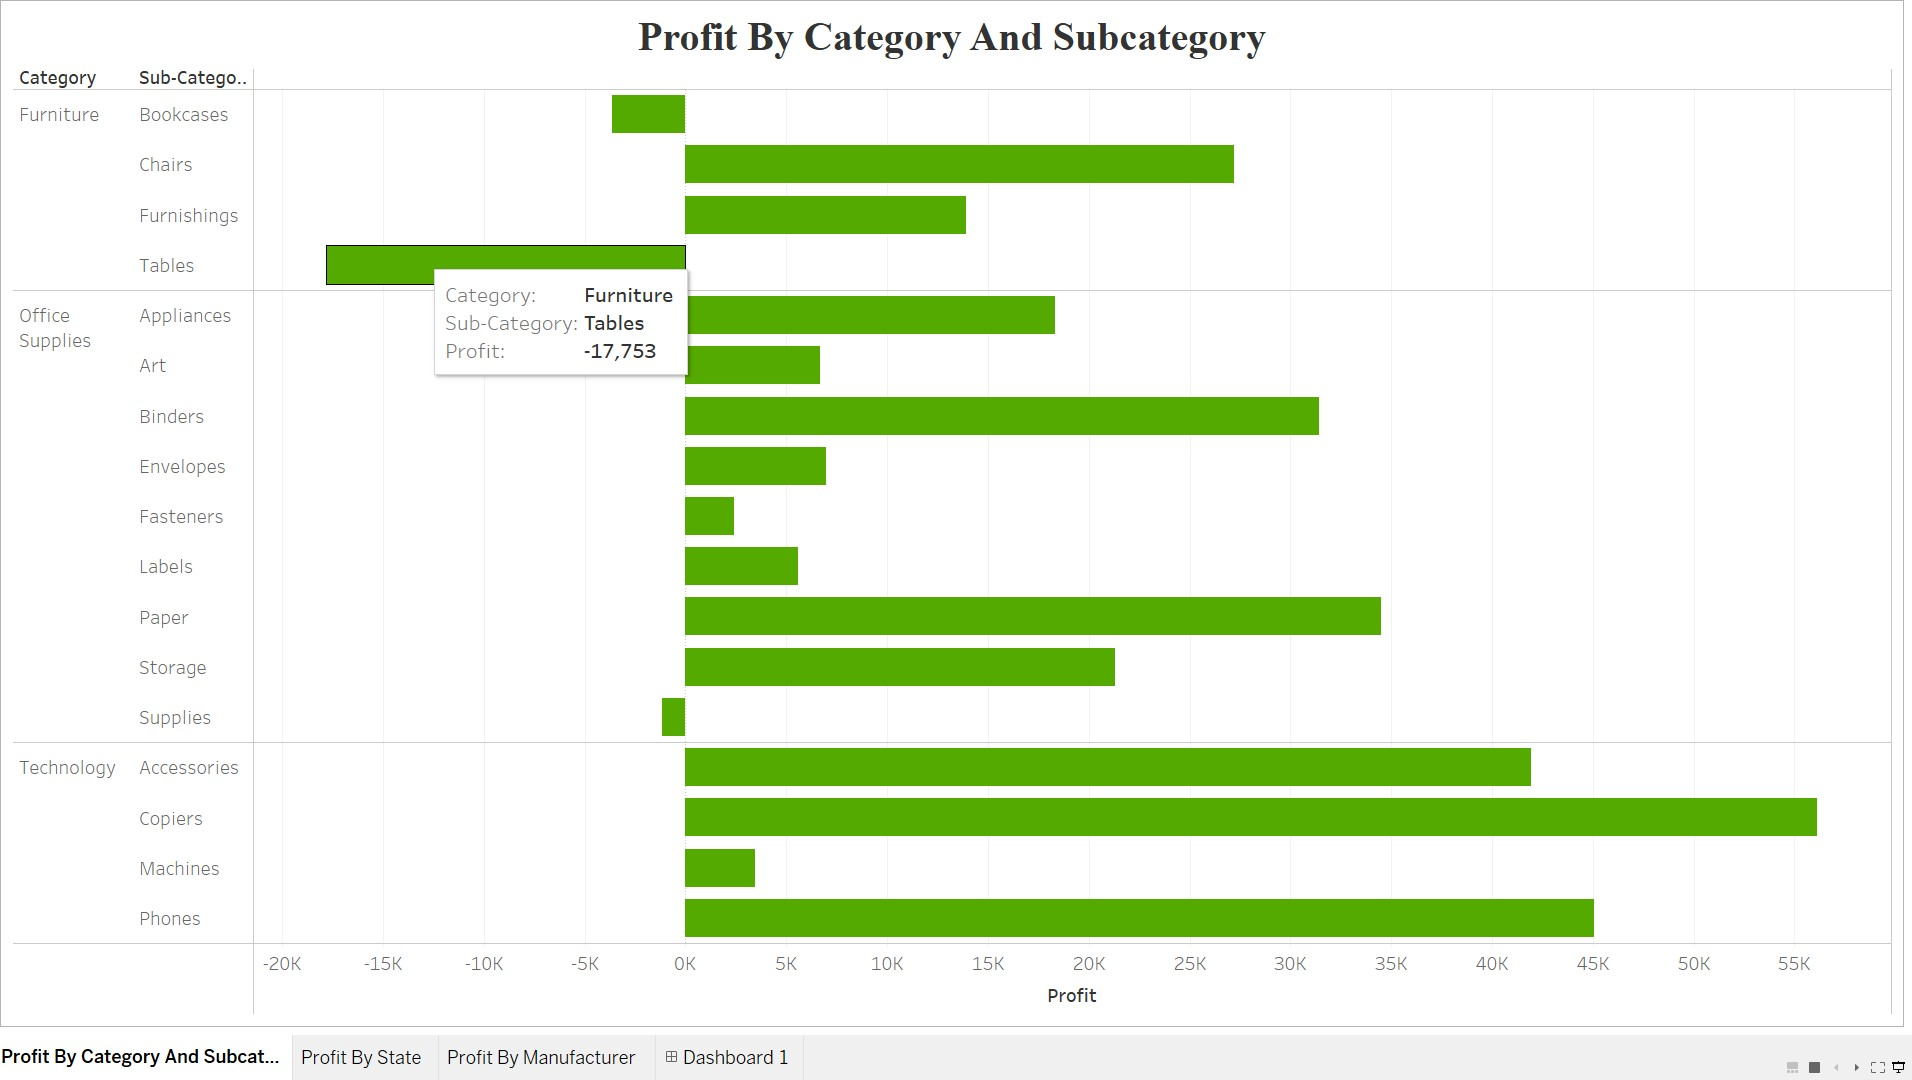 Profit By Category And Subcategory
Category Sub-Catego..
Furniture Bookcases
Chairs
Furnishings
Tables
Category: Furniture
Sub-Category: Tables
Profit: -17,753
Office Supplies Appliances
Art
Binders
Envelopes
Fasteners
Labels
Paper
Storage
Supplies
Technology Accessories
Copiers
Machines
Phones
-20K -15K -10K -5K 0K 5K 10K 15K 20K 25K 30K 35K 40K 45K 50K 55K
Profit
Profit By Category And Subcat... Profit By State Profit By Manufacturer Dashboard 1